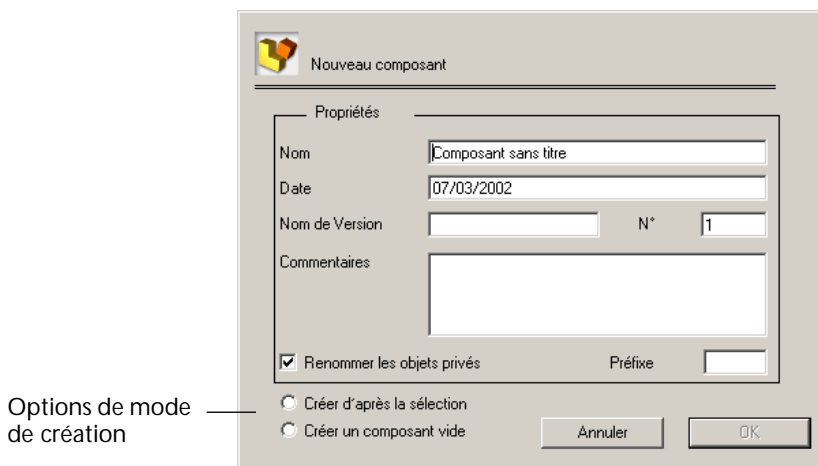 Nouveau composant
Propriétés
Nom Composant sans titre
Date 07/03/2002
Nom de Version N° 1
Commentaires
Renommer les objets privés Préfixe
Options de mode
de création
Créer d'après la sélection
Créer un composant vide
Annuler OK